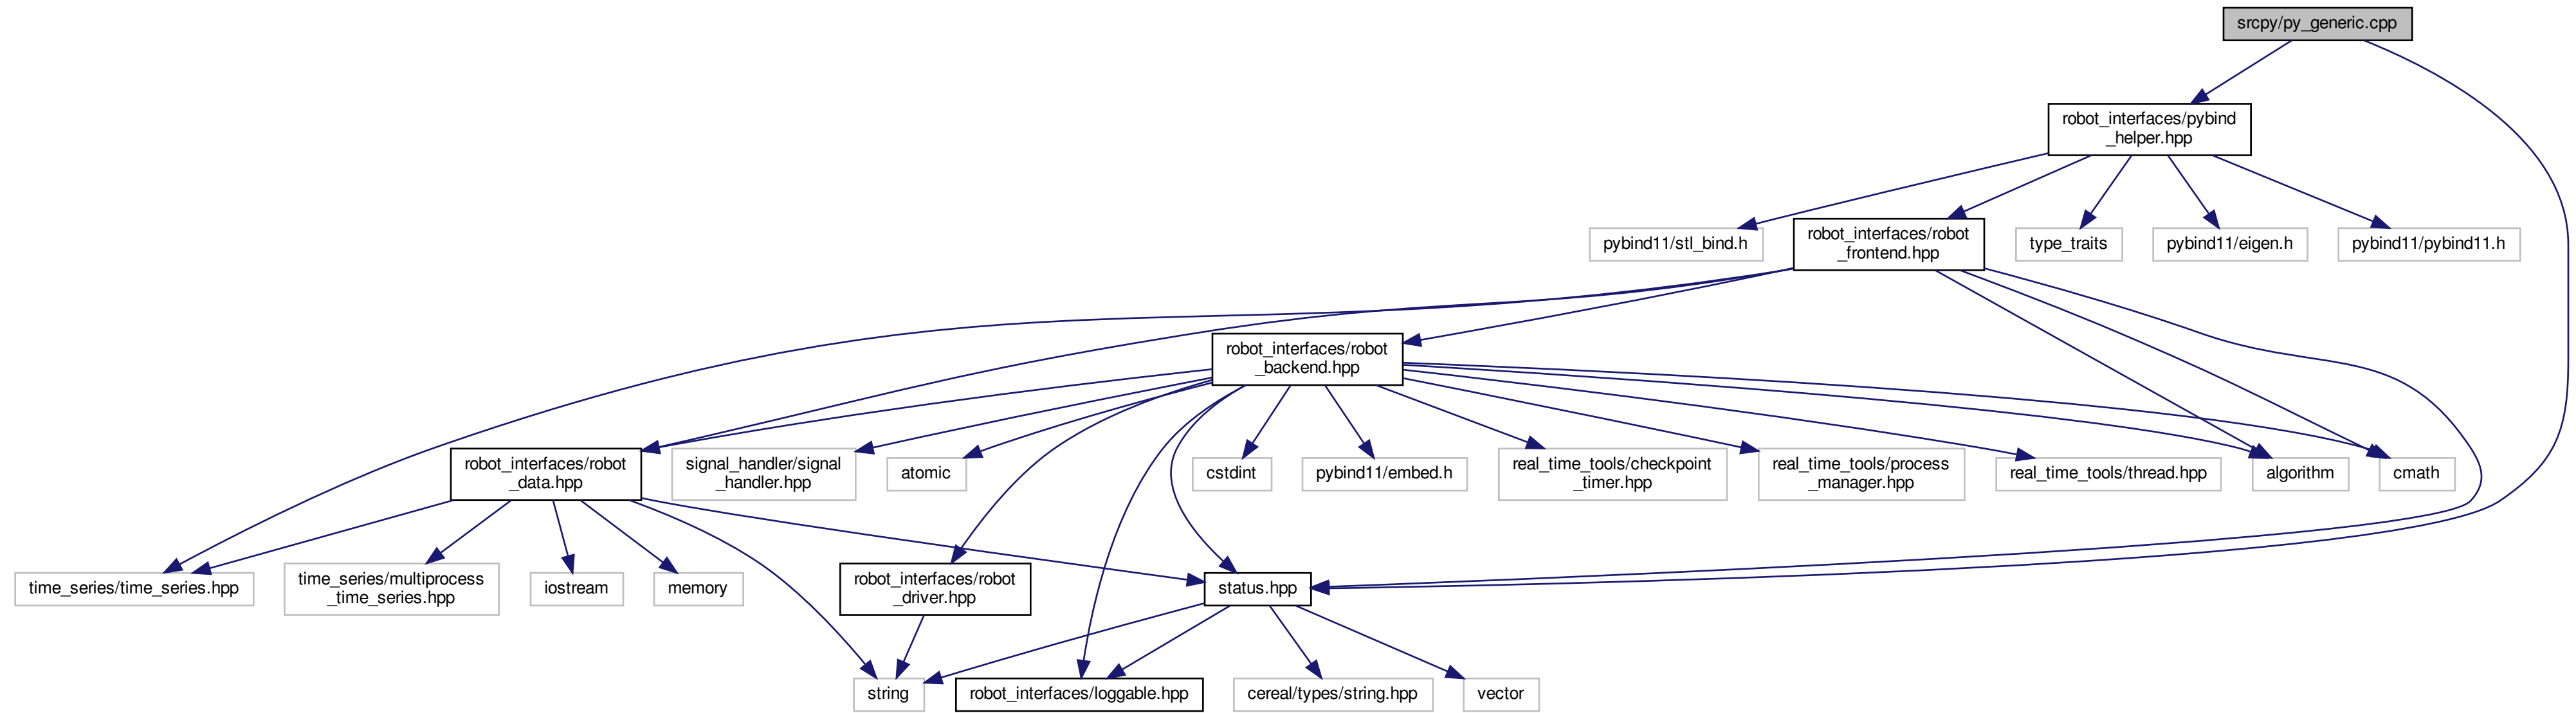 srcpy/py_generic.cpp
robot_interfaces/pybind
_helper.hpp
pybind11/stl_bind.h
robot_interfaces/robot
_frontend.hpp
type_traits
pybind11/eigen.h
pybind11/pybind11.h
robot_interfaces/robot
_backend.hpp
robot_interfaces/robot
_data.hpp
signal_handler/signal
_handler.hpp
atomic
cstdint
pybind11/embed.h
real_time_tools/checkpoint
_timer.hpp
real_time_tools/process
_manager.hpp
real_time_tools/thread.hpp
algorithm
cmath
time_series/time_series.hpp
time_series/multiprocess
_time_series.hpp
iostream
memory
robot_interfaces/robot
_driver.hpp
status.hpp
string
robot_interfaces/loggable.hpp
cereal/types/string.hpp
vector